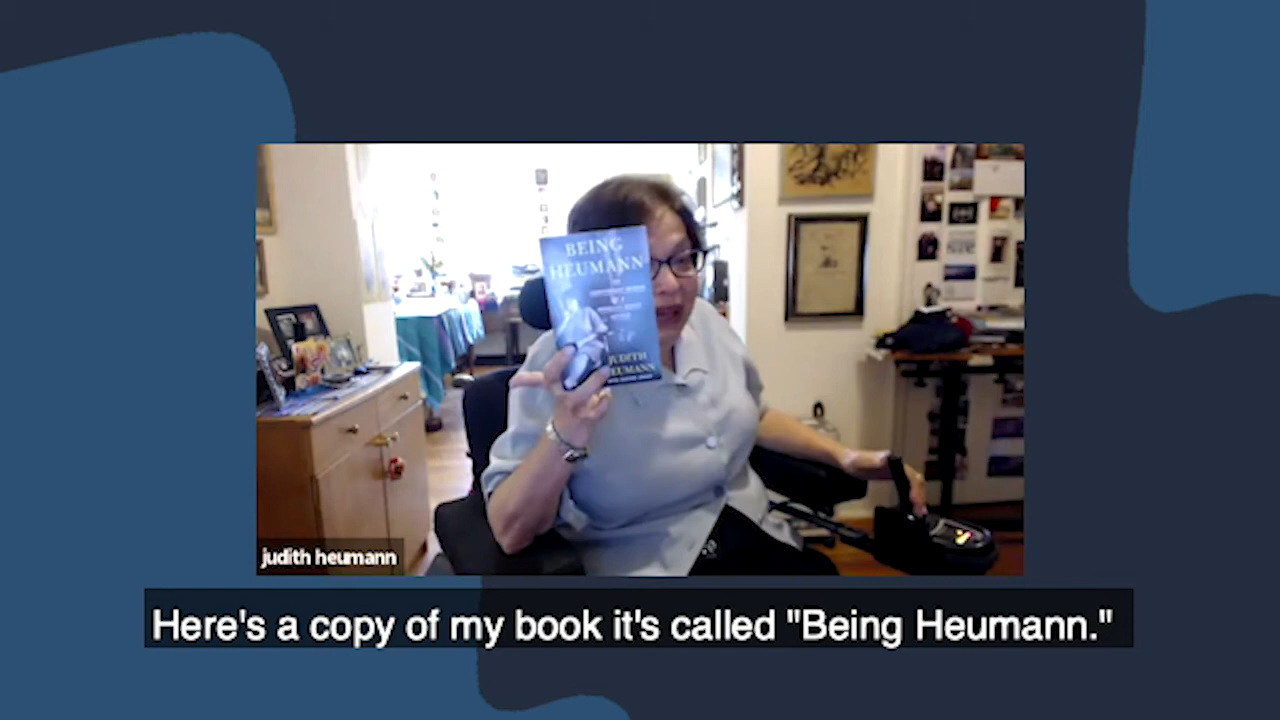 BEING
HEUMANN
JUDITH
HEUMANN
judith heumann
Here's a copy of my book it's called "Being Heumann."